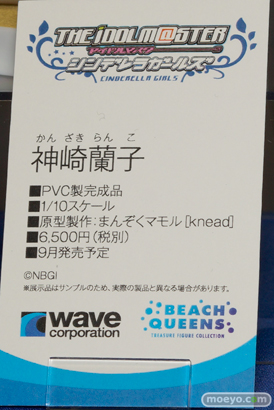 THE IDOLM@STER
アイドルマスター
シンデレラガールズ
CINDERELLA GIRLS
かん ざき らん こ
神崎蘭子
■PVC製完成品
■1/10スケール
■原型製作：まんぞくマモル[knead]
■6,500円（税別）
■9月発売予定
©NBGI
※展示品はサンプルのため、実際の製品と異なる場合があります。
wave
corporation
BEACH
QUEENS
TREASURE FIGURE COLLECTION
moeyo.com